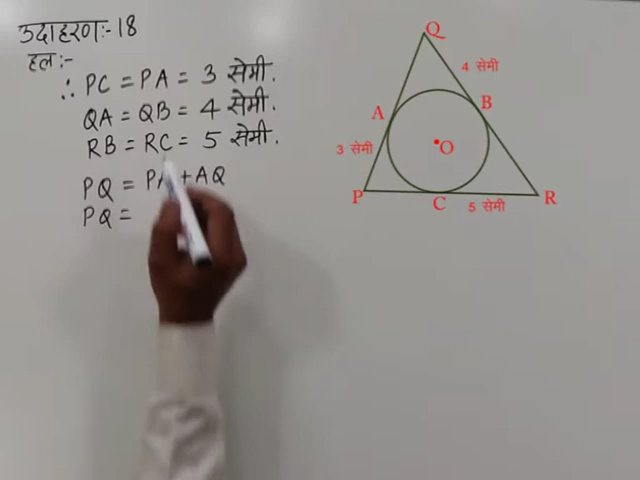 उदाहरण:-18
हल:-
∴ PC = PA = 3 सेमी.
QA = QB = 4 सेमी.
RB = RC = 5 सेमी.
PQ = PA + AQ
PQ =
Q
4 सेमी
A
B
O
3 सेमी
P
C
5 सेमी
R